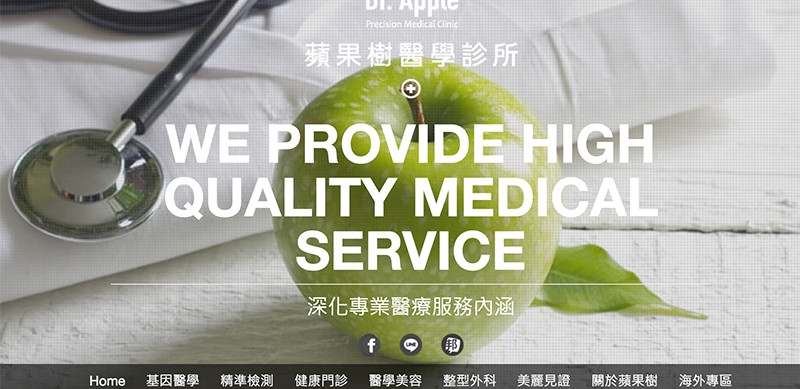 Dr. Apple
Precision Medical Clinic
蘋果樹醫學診所
WE PROVIDE HIGH
QUALITY MEDICAL
SERVICE
深化專業醫療服務內涵
f LINE 邦
Home 基因醫學 精準檢測 健康門診 醫學美容 整型外科 美麗見證 關於蘋果樹 海外專區